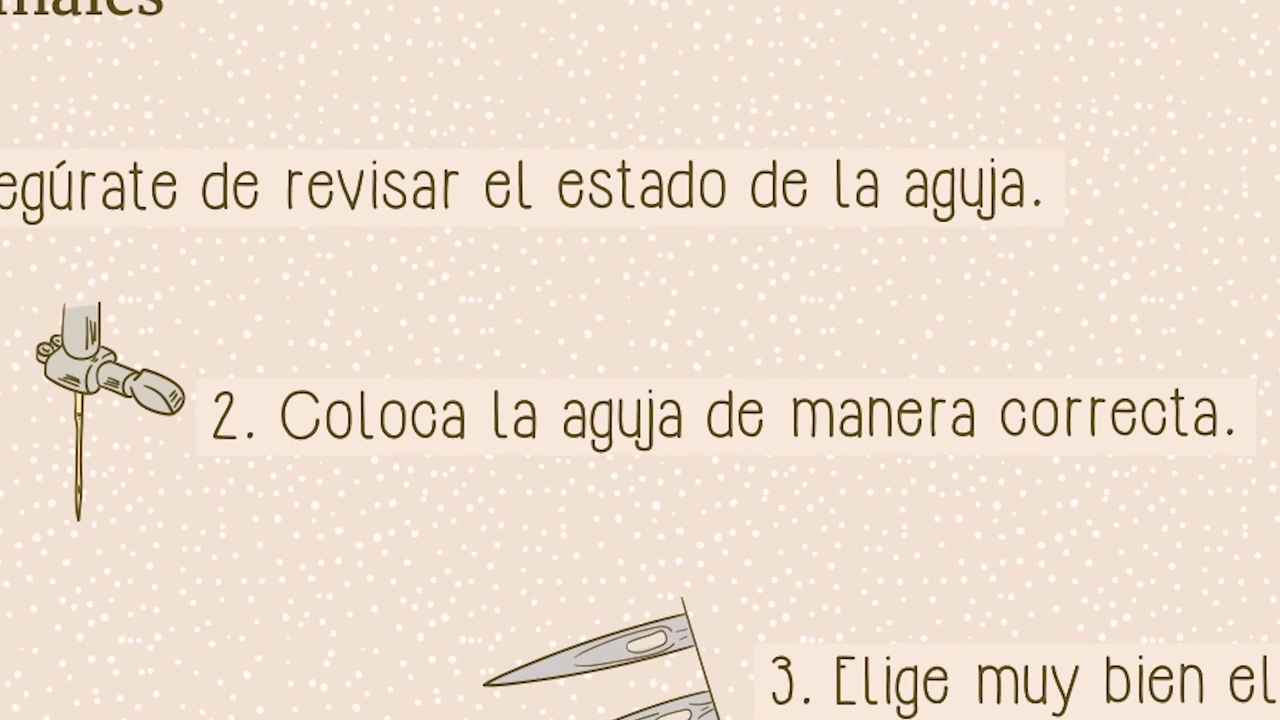 egúrate de revisar el estado de la aguja.
2. Coloca la aguja de manera correcta.
3. Elige muy bien el